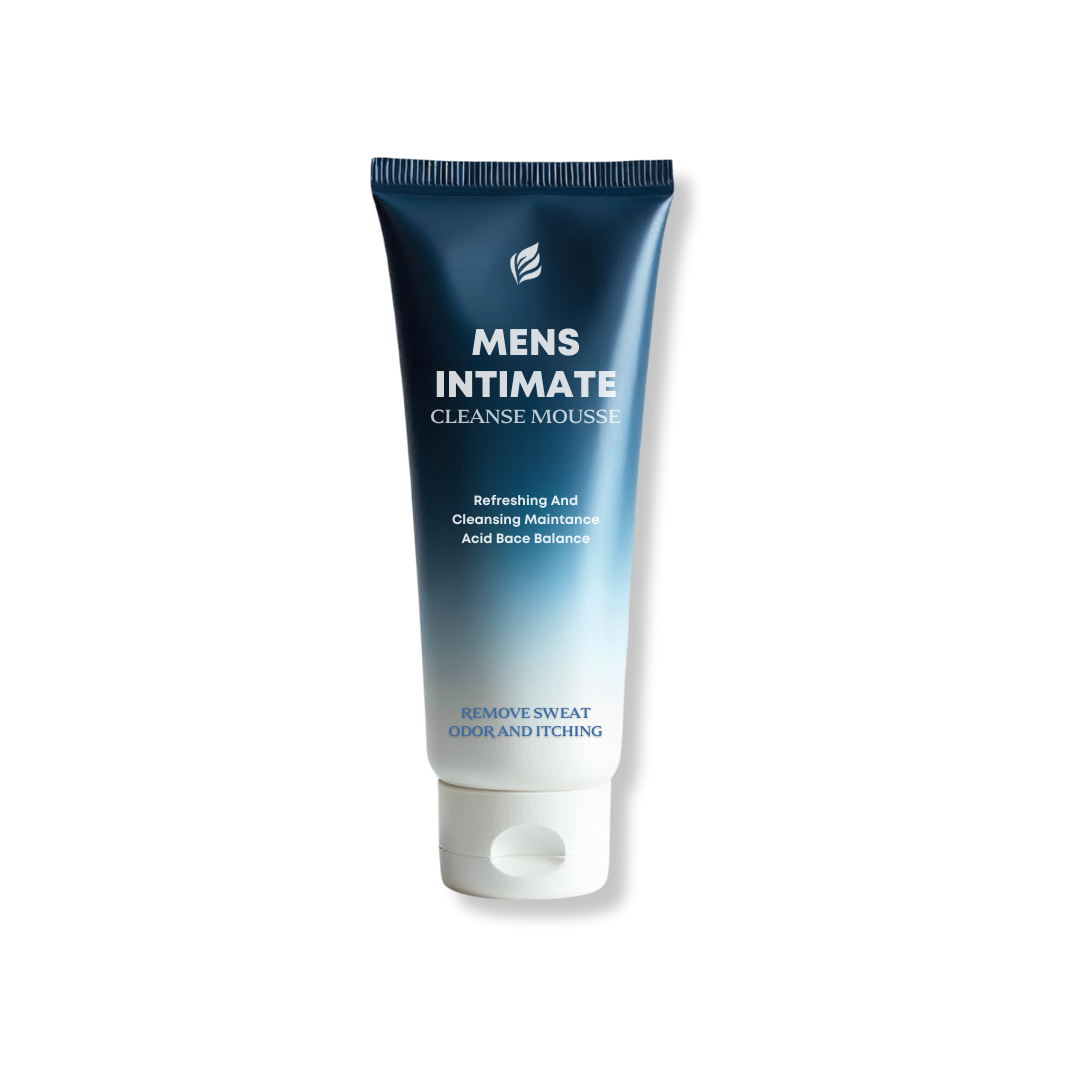 MENS
INTIMATE
CLEANSE MOUSSE
Refreshing And
Cleansing Maintance
Acid Bace Balance
REMOVE SWEAT
ODOR AND ITCHING